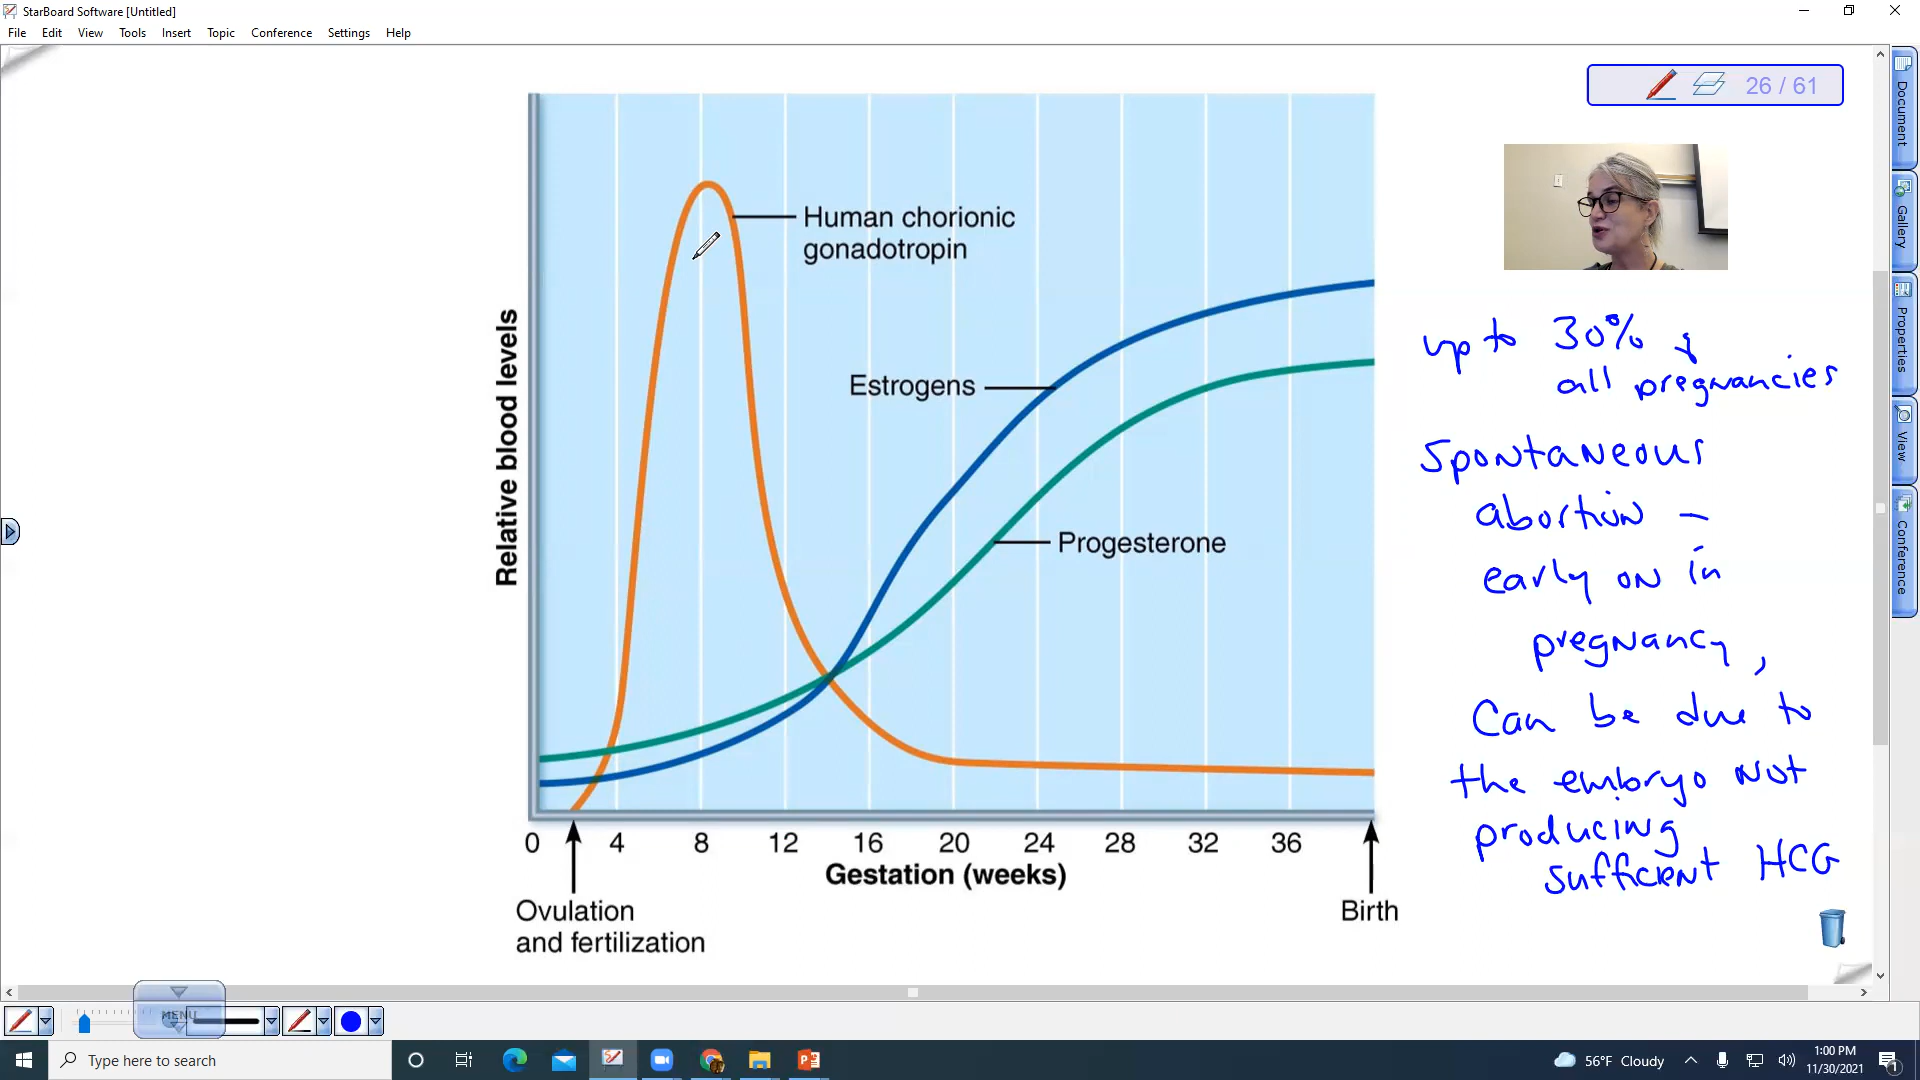 StarBoard Software [Untitled]
File Edit View Tools Insert Topic Conference Settings Help
26 / 61
Document
Gallery
Properties
View
Conference
Human chorionic
gonadotropin
Estrogens
Progesterone
Relative blood levels
0 4 8 12 16 20 24 28 32 36
Gestation (weeks)
Ovulation
and fertilization
Birth
up to 30% of
all pregnancies
Spontaneous
abortion -
early on in
pregnancy,
Can be due to
the embryo not
producing
sufficient HCG
MENU
Type here to search
56°F Cloudy
1:00 PM
11/30/2021
1